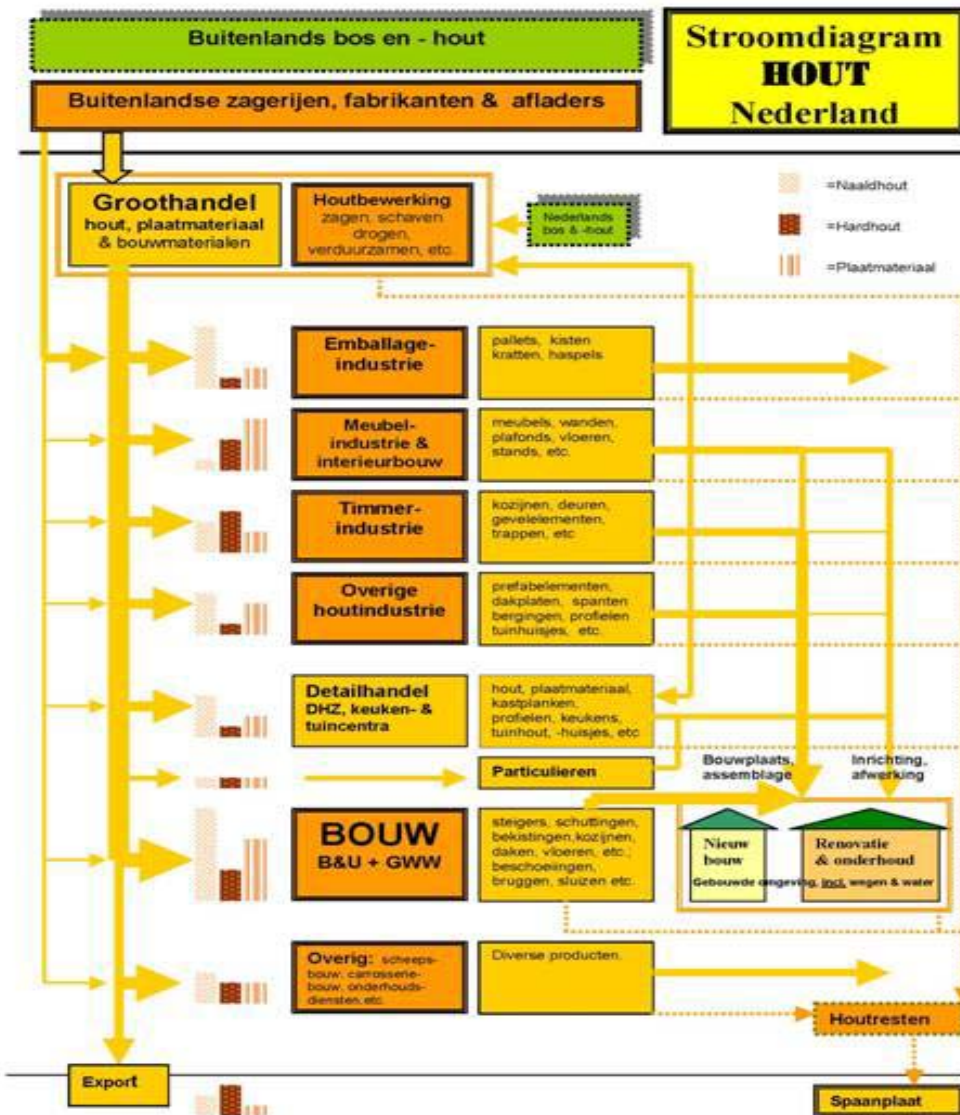 Buitenlands bos en - hout
Stroomdiagram
HOUT
Nederland
Buitenlandse zagerijen, fabrikanten & afladers
Groothandel
hout, plaatmateriaal
& bouwmaterialen
Houtbewerking
zagen, schaven
drogen,
verduurzamen, etc.
Nederlands
bos & -hout
=Naaldhout
=Hardhout
=Plaatmateriaal
Emballage-
industrie
pallets, kisten
kratten, haspels
Meubel-
industrie &
interieurbouw
meubels, wanden,
plafonds, vloeren,
stands, etc.
Timmer-
industrie
kozijnen, deuren,
gevelelementen,
trappen, etc
Overige
houtindustrie
prefabelementen,
dakplaten, spanten
bergingen, profielen
tuinhuisjes, etc.
Detailhandel
DHZ, keuken- &
tuincentra
hout, plaatmateriaal,
kastplanken,
profielen, keukens,
tuinhout, -huisjes, etc
Particulieren
Bouwplaats,
assemblage
Inrichting,
afwerking
BOUW
B&U + GWW
steigers, schuttingen,
bekistingen,kozijnen,
daken, vloeren, etc.;
beschoeiingen,
bruggen, sluizen etc.
Nieuw
bouw
Renovatie
& onderhoud
Gebouwde omgeving, incl. wegen & water
Overig: scheeps-
bouw, carrosserie-
bouw, onderhouds-
diensten, etc.
Diverse producten.
Houtresten
Export
Spaanplaat